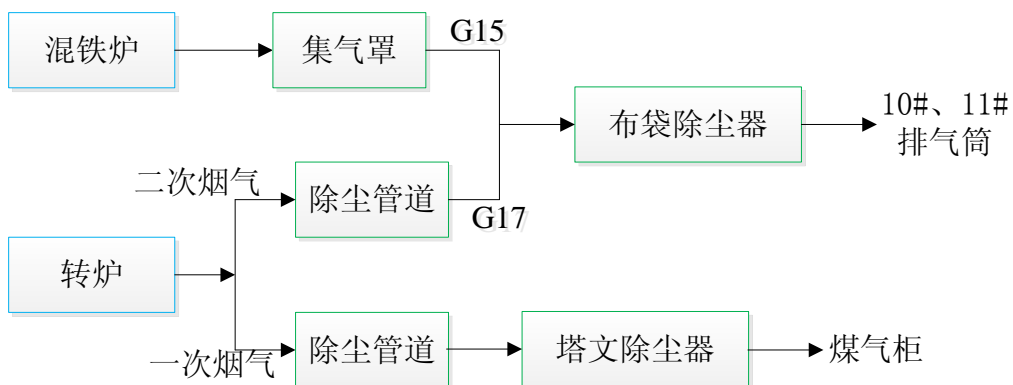 混铁炉
集气罩
G15
布袋除尘器
10#、11#
排气筒
二次烟气
除尘管道
G17
转炉
一次烟气
除尘管道
塔文除尘器
煤气柜